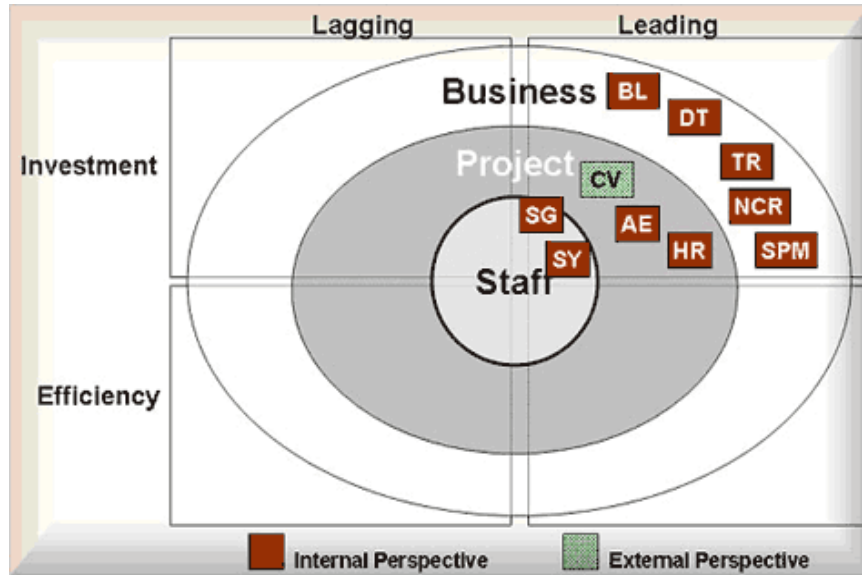 Lagging
Leading
Business
BL
DT
Investment
Project
TR
CV
NCR
SG
AE
SPM
HR
SY
Staff
Efficiency
Internal Perspective
External Perspective